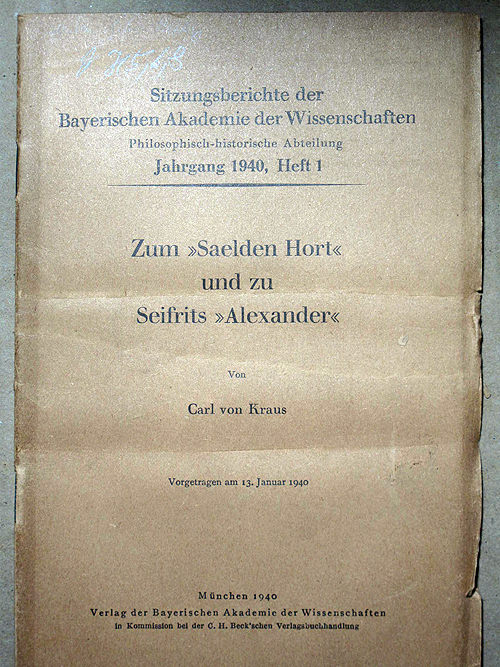 Sitzungsberichte der
Bayerischen Akademie der Wissenschaften
Philosophisch-historische Abteilung
Jahrgang 1940, Heft 1
Zum »Saelden Hort«
und zu
Seifrits »Alexander«
Von
Carl von Kraus
Vorgetragen am 13. Januar 1940
München 1940
Verlag der Bayerischen Akademie der Wissenschaften
in Kommission bei der C. H. Beck'schen Verlagsbuchhandlung